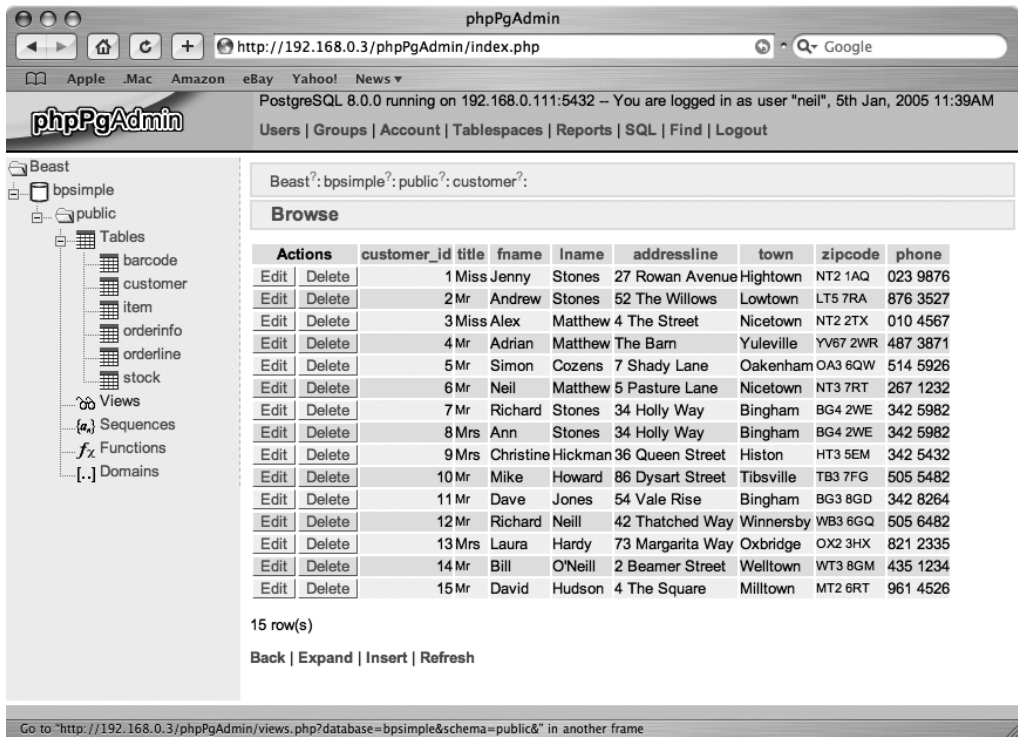 phpPgAdmin
http://192.168.0.3/phpPgAdmin/index.php
Google
Apple .Mac Amazon eBay Yahoo! News
phpPgAdmin
PostgreSQL 8.0.0 running on 192.168.0.111:5432 -- You are logged in as user "neil", 5th Jan, 2005 11:39AM
Users | Groups | Account | Tablespaces | Reports | SQL | Find | Logout
Beast
bpsimple
public
Tables
barcode
customer
item
orderinfo
orderline
stock
Views
Sequences
Functions
Domains
Beast?: bpsimple?: public?: customer?:
Browse
Actions customer_id title fname lname addressline town zipcode phone
Edit Delete 1 Miss Jenny Stones 27 Rowan Avenue Hightown NT2 1AQ 023 9876
Edit Delete 2 Mr Andrew Stones 52 The Willows Lowtown LT5 7RA 876 3527
Edit Delete 3 Miss Alex Matthew 4 The Street Nicetown NT2 2TX 010 4567
Edit Delete 4 Mr Adrian Matthew The Barn Yuleville YV67 2WR 487 3871
Edit Delete 5 Mr Simon Cozens 7 Shady Lane Oakenham OA3 6QW 514 5926
Edit Delete 6 Mr Neil Matthew 5 Pasture Lane Nicetown NT3 7RT 267 1232
Edit Delete 7 Mr Richard Stones 34 Holly Way Bingham BG4 2WE 342 5982
Edit Delete 8 Mrs Ann Stones 34 Holly Way Bingham BG4 2WE 342 5982
Edit Delete 9 Mrs Christine Hickman 36 Queen Street Histon HT3 5EM 342 5432
Edit Delete 10 Mr Mike Howard 86 Dysart Street Tibsville TB3 7FG 505 5482
Edit Delete 11 Mr Dave Jones 54 Vale Rise Bingham BG3 8GD 342 8264
Edit Delete 12 Mr Richard Neill 42 Thatched Way Winnersby WB3 6GQ 505 6482
Edit Delete 13 Mrs Laura Hardy 73 Margarita Way Oxbridge OX2 3HX 821 2335
Edit Delete 14 Mr Bill O'Neill 2 Beamer Street Welltown WT3 8GM 435 1234
Edit Delete 15 Mr David Hudson 4 The Square Milltown MT2 6RT 961 4526
15 row(s)
Back | Expand | Insert | Refresh
Go to "http://192.168.0.3/phpPgAdmin/views.php?database=bpsimple&schema=public&" in another frame